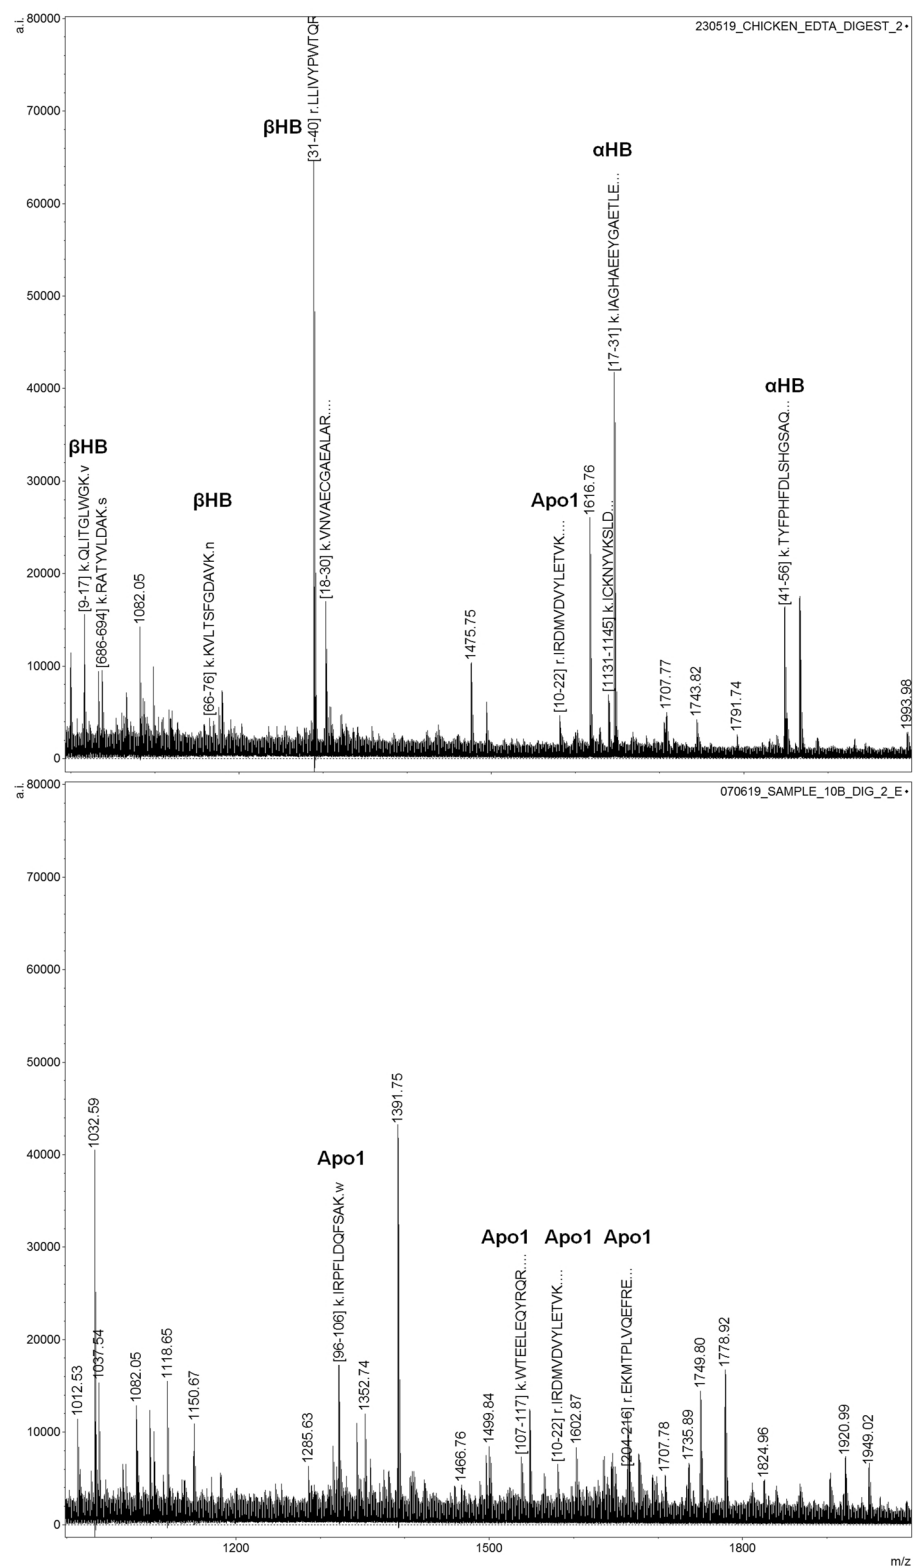 a.i.
80000
230519_CHICKEN_EDTA_DIGEST_2
70000
60000
50000
40000
30000
20000
10000
0
βHB
[9-17] k.QLITGLWGK.v
[686-694] k.RATYVLDAK.s
1082.05
βHB
[66-76] k.KVLTSFGDAVK.n
βHB
[31-40] r.LLIVYPWTQR
[18-30] k.VNVAECGAEALAR....
1475.75
Apo1
[10-22] r.IRDMVDVYLETVK....
1616.76
[1131-1145] k.ICKNYVKSLD...
αHB
[17-31] k.IAGHAEEYGAETLE...
1707.77
1743.82
1791.74
αHB
[41-56] k.TYFPHFDLSHGSAQ...
1993.98
a.i.
80000
070619_SAMPLE_10B_DIG_2_E
70000
60000
50000
40000
30000
20000
10000
0
1012.53
1032.59
1037.54
1082.05
1118.65
1150.67
1285.63
Apo1
[96-106] k.IRPFLDQFSAK.w
1352.74
1391.75
1466.76
1499.84
Apo1
[107-117] k.WTEELEQYRQR....
Apo1
[10-22] r.IRDMVDVYLETVK....
1602.87
Apo1
[204-216] r.EKMTPLVQEFRE...
1707.78
1735.89
1749.80
1778.92
1824.96
1920.99
1949.02
1200
1500
1800
m/z